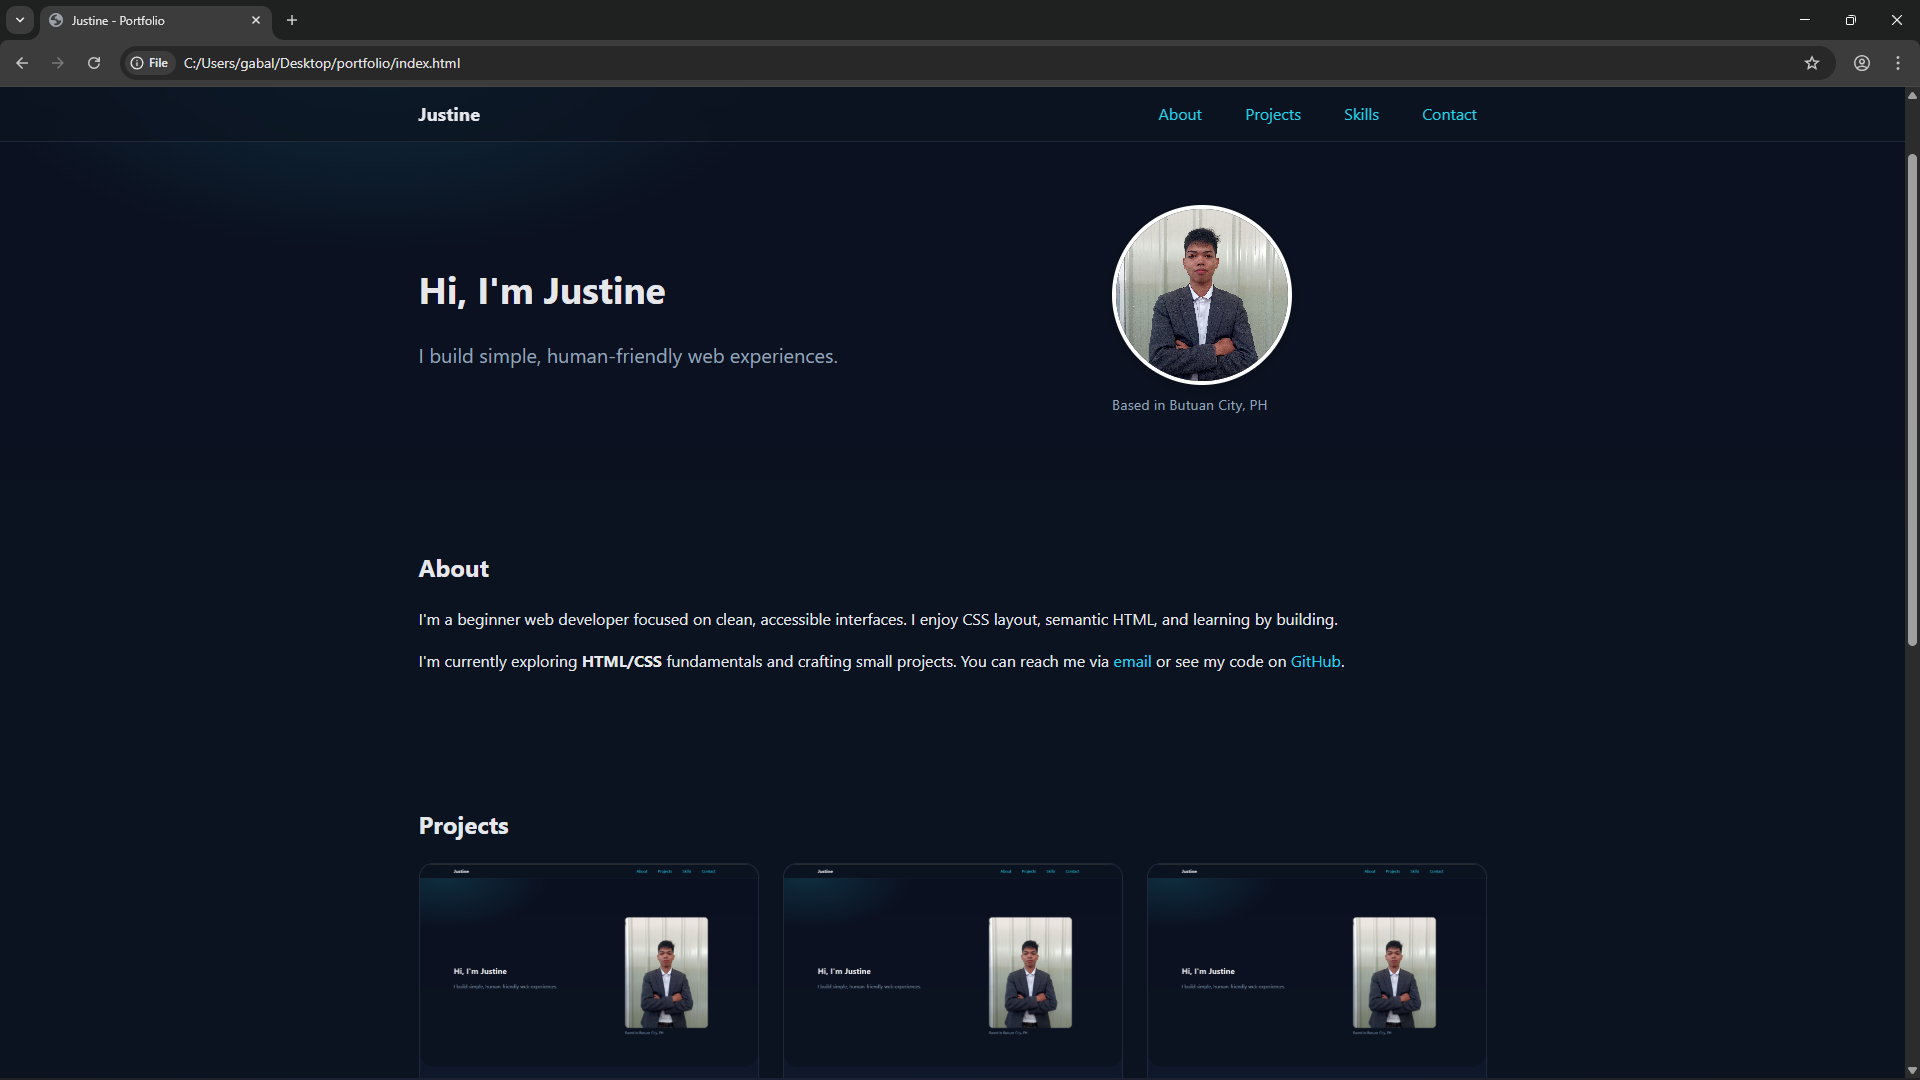 Justine - Portfolio
File C:/Users/gabal/Desktop/portfolio/index.html
Justine About Projects Skills Contact
Hi, I'm Justine
I build simple, human-friendly web experiences.
Based in Butuan City, PH
About
I'm a beginner web developer focused on clean, accessible interfaces. I enjoy CSS layout, semantic HTML, and learning by building.
I'm currently exploring HTML/CSS fundamentals and crafting small projects. You can reach me via email or see my code on GitHub.
Projects
Justine About Projects Skills Contact
Hi, I'm Justine
I build simple, human-friendly web experiences.
Based in Butuan City, PH
Justine About Projects Skills Contact
Hi, I'm Justine
I build simple, human-friendly web experiences.
Based in Butuan City, PH
Justine About Projects Skills Contact
Hi, I'm Justine
I build simple, human-friendly web experiences.
Based in Butuan City, PH